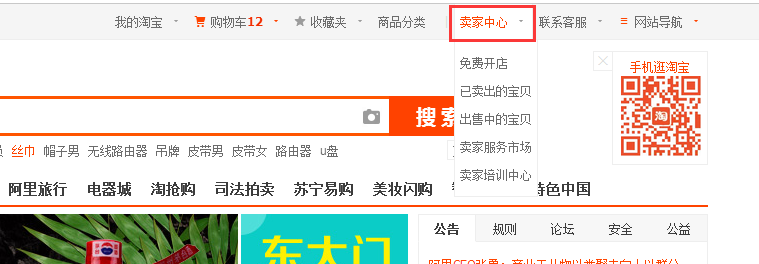 我的淘宝 购物车12 收藏夹 商品分类 卖家中心 联系客服 网站导航
免费开店
已卖出的宝贝
出售中的宝贝
卖家服务市场
卖家培训中心
手机逛淘宝
淘
搜索
丝巾 帽子男 无线路由器 吊牌 皮带男 皮带女 路由器 u盘
阿里旅行 电器城 淘抢购 司法拍卖 苏宁易购 美妆闪购 特色中国
东大门
公告 规则 论坛 安全 公益